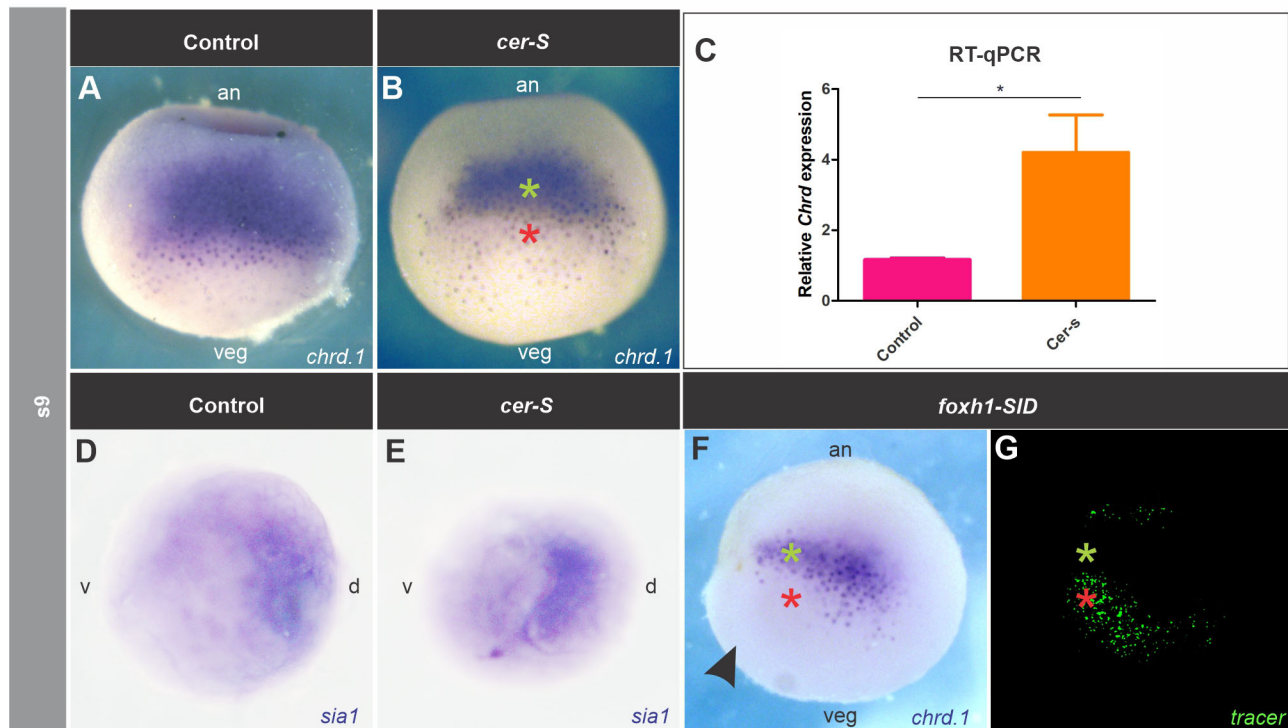 Control
cer-S
A
an
veg
chrd.1
B
an
*
*
veg
chrd.1
C
RT-qPCR
*
Relative Chrd expression
6
4
2
0
Control
Cer-s
s9
Control
cer-S
foxh1-SID
D
v
d
sia1
E
v
d
sia1
F
an
*
*
veg
chrd.1
G
*
*
tracer